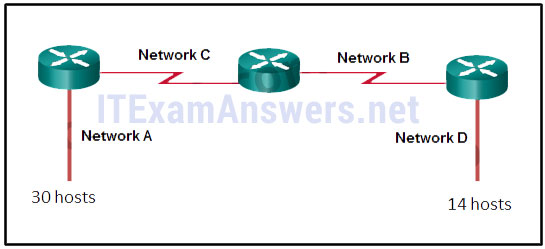 Network C
Network B
ITExamAnswers.net
Network A
Network D
30 hosts
14 hosts